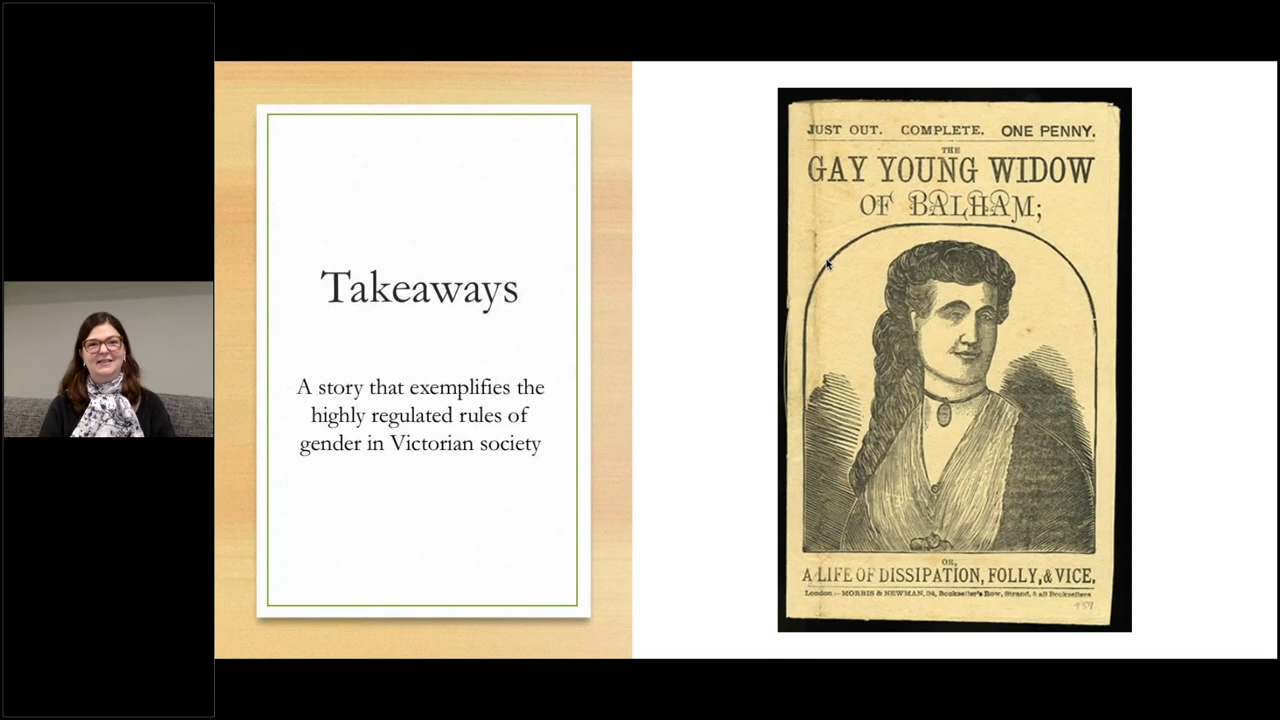 Takeaways
A story that exemplifies the
highly regulated rules of
gender in Victorian society
JUST OUT. COMPLETE. ONE PENNY.
THE
GAY YOUNG WIDOW
OF BALHAM;
OR,
A LIFE OF DISSIPATION, FOLLY, & VICE.
London:—MORRIS & NEWMAN, 34, Bookseller's Row, Strand, & all Booksellers